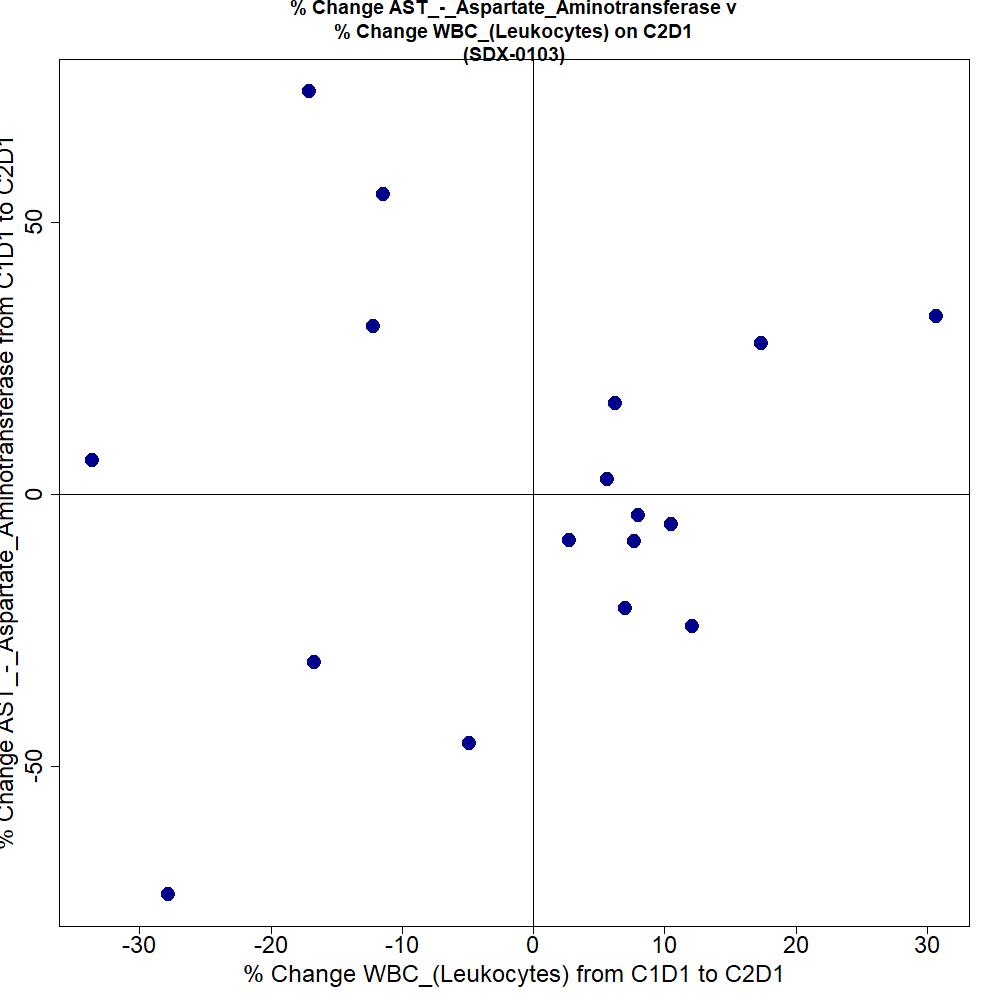 % Change AST_-_Aspartate_Aminotransferase v
% Change WBC_(Leukocytes) on C2D1
(SDX-0103)
% Change AST_-_Aspartate_Aminotransferase from C1D1 to C2D1
50
0
-50
-30
-20
-10
0
10
20
30
% Change WBC_(Leukocytes) from C1D1 to C2D1